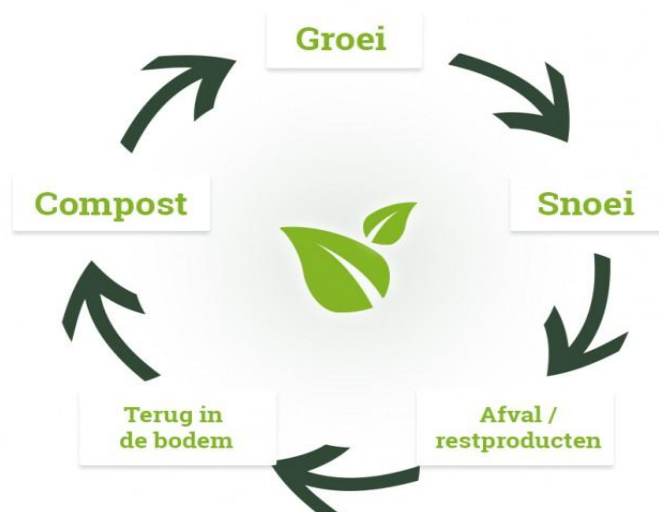 Groei
Snoei
Afval /
restproducten
Terug in
de bodem
Compost